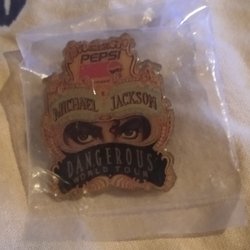 PEPSI
MICHAEL JACKSON
DANGEROUS
WORLD TOUR